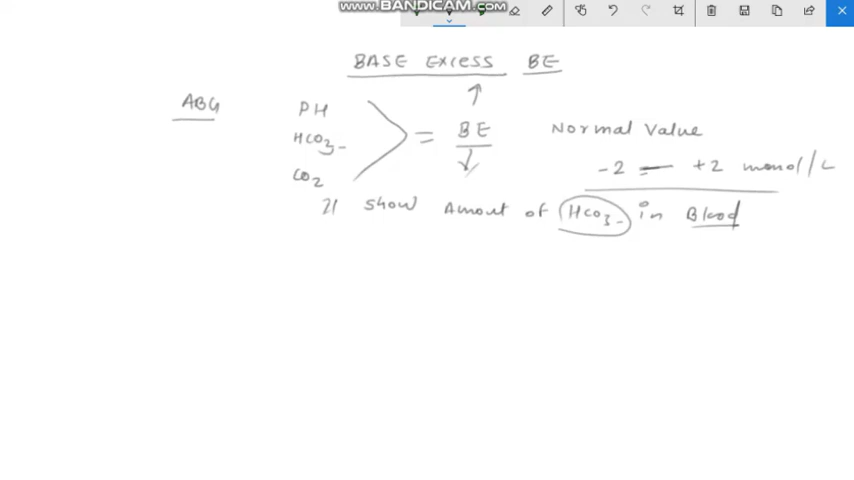 www.BANDICAM.com
BASE Excess BE
ABG
PH
HCO3-
CO2
= BE
Normal Value
-2 — +2 mmol/L
It show Amount of HCO3- in Blood